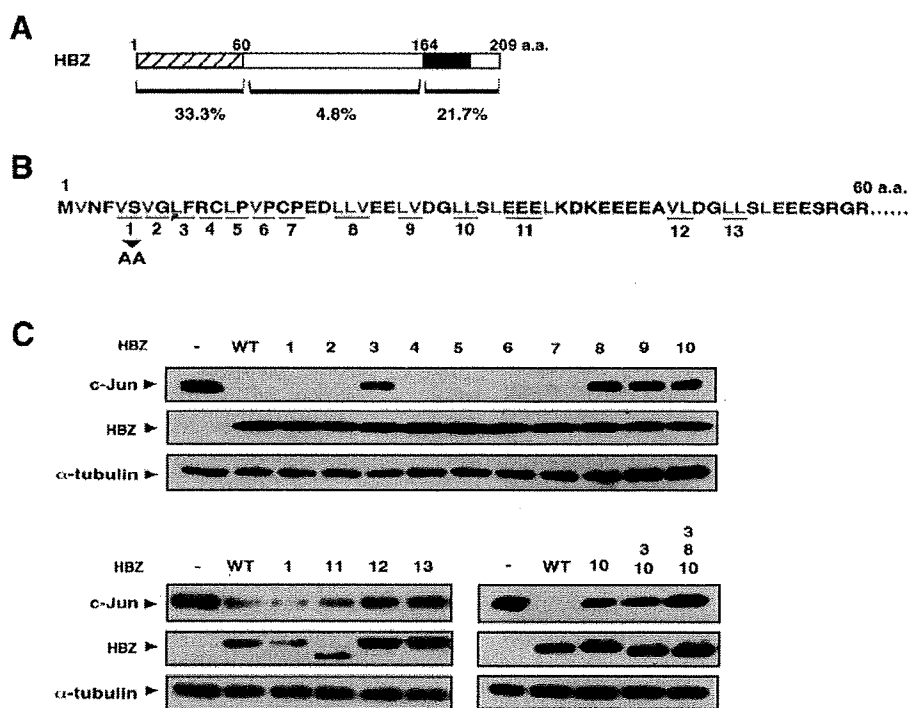 A
1 60 164 209 a.a.
HBZ
33.3% 4.8% 21.7%
B
1 60 a.a.
MVNFVSVGLFRCLPVPCPEDLLVEELVDGLLSLEEELKDKEEEEAVLDGLLSLEEESRGR......
1 2 3 4 5 6 7 8 9 10 11 12 13
AA
C
HBZ - WT 1 2 3 4 5 6 7 8 9 10
c-Jun
HBZ
α-tubulin
HBZ - WT 1 11 12 13
c-Jun
HBZ
α-tubulin
3
3 8
- WT 10 10 10